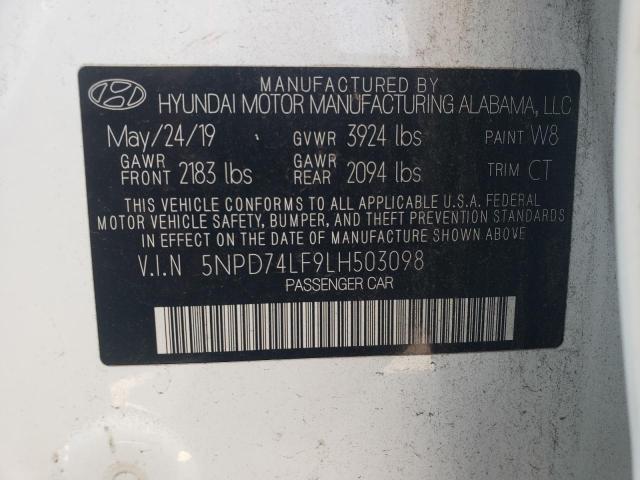 MANUFACTURED BY
HYUNDAI MOTOR MANUFACTURING ALABAMA, LLC
May/24/19 GVWR 3924 lbs PAINT W8
GAWR FRONT 2183 lbs GAWR REAR 2094 lbs TRIM CT
THIS VEHICLE CONFORMS TO ALL APPLICABLE U.S.A. FEDERAL
MOTOR VEHICLE SAFETY, BUMPER, AND THEFT PREVENTION STANDARDS
IN EFFECT ON THE DATE OF MANUFACTURE SHOWN ABOVE
V.I.N 5NPD74LF9LH503098
PASSENGER CAR